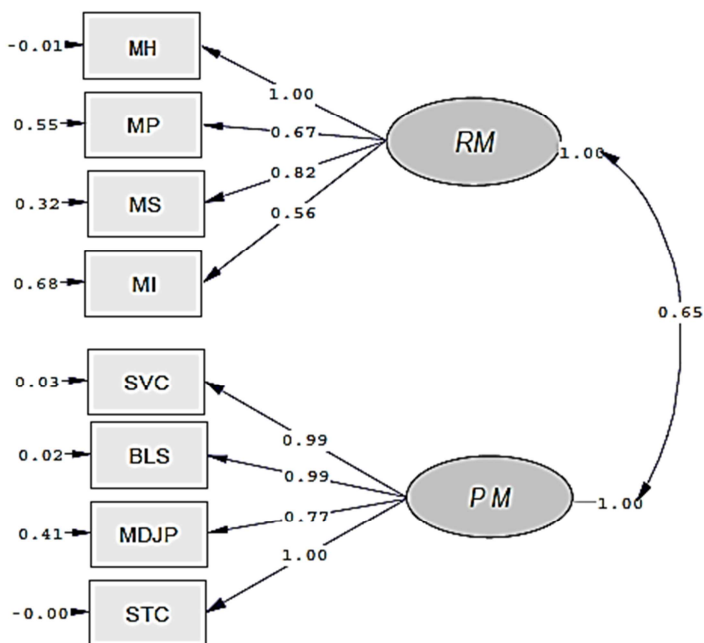 -0.01 MH
1.00
0.55 MP
0.67
RM 1.00
0.32 MS
0.82
0.56
0.68 MI
0.65
0.03 SVC
0.99
0.02 BLS
0.99
PM 1.00
0.41 MDJP
0.77
1.00
-0.00 STC